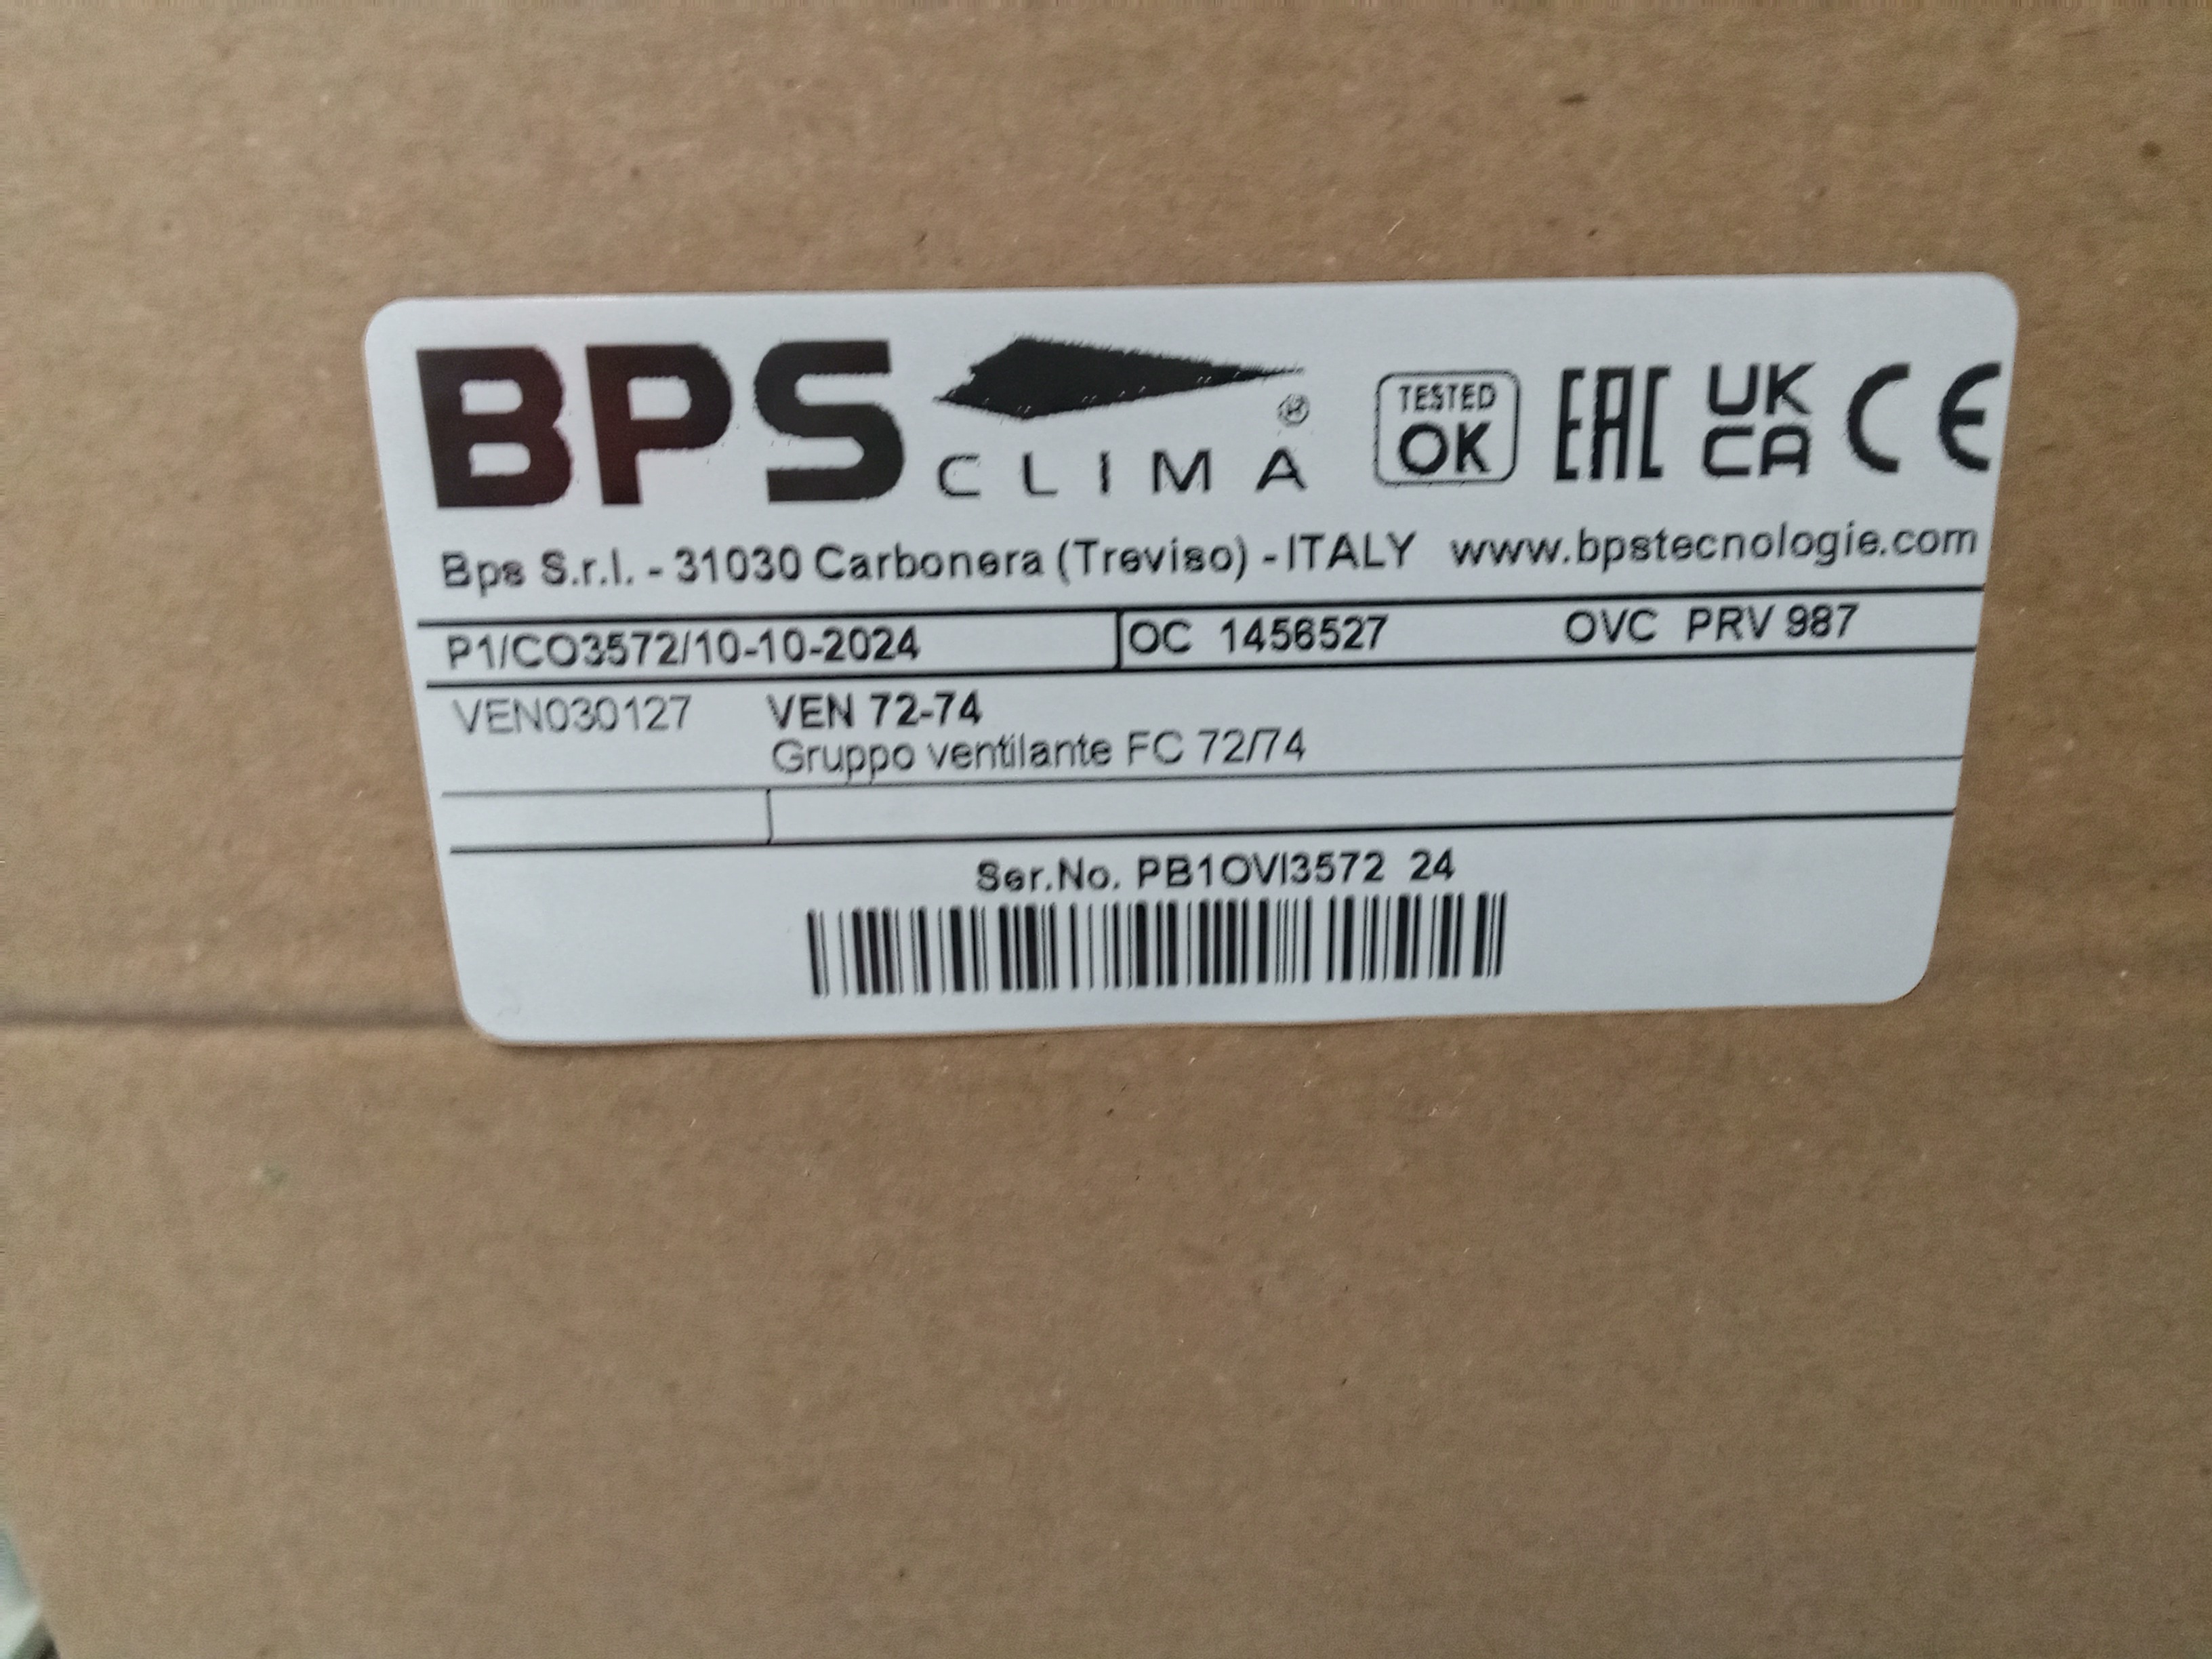 BPS CLIMA ® TESTED OK EAC UK CA CE
Bps S.r.l. - 31030 Carbonera (Treviso) - ITALY www.bpstecnologie.com
P1/CO3572/10-10-2024 OC 1456527 OVC PRV 987
VEN030127 VEN 72-74
Gruppo ventilante FC 72/74
Ser.No. PB1OVI3572 24